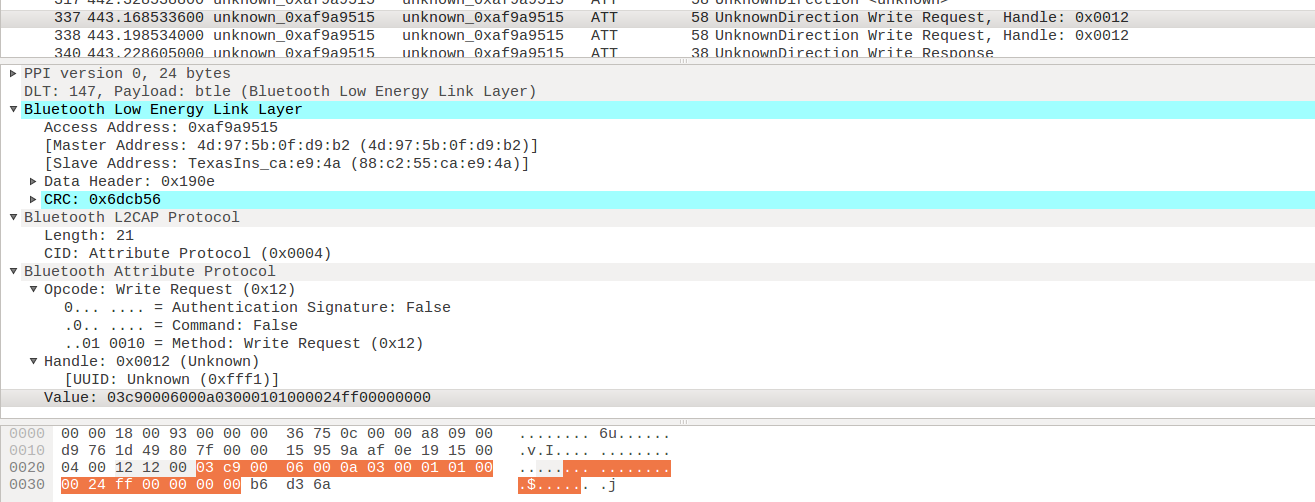 317 442.328538800 unknown_0xaf9a9515 unknown_0xaf9a9515 ATT 58 UnknownDirection <unknown>
337 443.168533600 unknown_0xaf9a9515 unknown_0xaf9a9515 ATT 58 UnknownDirection Write Request, Handle: 0x0012
338 443.198534000 unknown_0xaf9a9515 unknown_0xaf9a9515 ATT 58 UnknownDirection Write Request, Handle: 0x0012
340 443.228605000 unknown_0xaf9a9515 unknown_0xaf9a9515 ATT 38 UnknownDirection Write Response
PPI version 0, 24 bytes
DLT: 147, Payload: btle (Bluetooth Low Energy Link Layer)
Bluetooth Low Energy Link Layer
Access Address: 0xaf9a9515
[Master Address: 4d:97:5b:0f:d9:b2 (4d:97:5b:0f:d9:b2)]
[Slave Address: TexasIns_ca:e9:4a (88:c2:55:ca:e9:4a)]
Data Header: 0x190e
CRC: 0x6dcb56
Bluetooth L2CAP Protocol
Length: 21
CID: Attribute Protocol (0x0004)
Bluetooth Attribute Protocol
Opcode: Write Request (0x12)
0... .... = Authentication Signature: False
.0.. .... = Command: False
..01 0010 = Method: Write Request (0x12)
Handle: 0x0012 (Unknown)
[UUID: Unknown (0xfff1)]
Value: 03c90006000a03000101000024ff00000000
0000 00 00 18 00 93 00 00 00 36 75 0c 00 00 a8 09 00 ........ 6u......
0010 d9 76 1d 49 80 7f 00 00 15 95 9a af 0e 19 15 00 .v.I.... ........
0020 04 00 12 12 00 03 c9 00 06 00 0a 03 00 01 01 00 ........ ........
0030 00 24 ff 00 00 00 00 b6 d3 6a .$...... .j